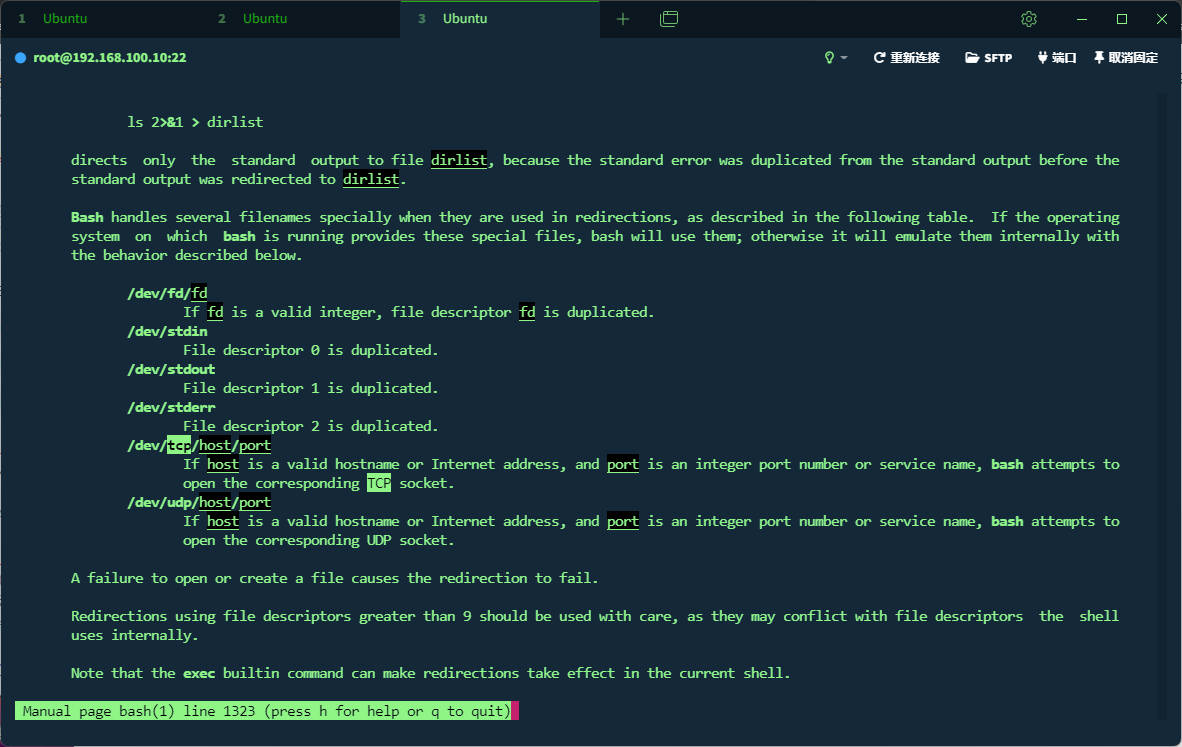 1 Ubuntu 2 Ubuntu 3 Ubuntu
root@192.168.100.10:22 重新连接 SFTP 端口 取消固定
ls 2>&1 > dirlist
directs  only  the  standard  output to file dirlist, because the standard error was duplicated from the standard output before the
standard output was redirected to dirlist.
Bash handles several filenames specially when they are used in redirections, as described in the following table.  If the operating
system  on  which  bash is running provides these special files, bash will use them; otherwise it will emulate them internally with
the behavior described below.
/dev/fd/fd
If fd is a valid integer, file descriptor fd is duplicated.
/dev/stdin
File descriptor 0 is duplicated.
/dev/stdout
File descriptor 1 is duplicated.
/dev/stderr
File descriptor 2 is duplicated.
/dev/tcp/host/port
If host is a valid hostname or Internet address, and port is an integer port number or service name, bash attempts to
open the corresponding TCP socket.
/dev/udp/host/port
If host is a valid hostname or Internet address, and port is an integer port number or service name, bash attempts to
open the corresponding UDP socket.
A failure to open or create a file causes the redirection to fail.
Redirections using file descriptors greater than 9 should be used with care, as they may conflict with file descriptors  the  shell
uses internally.
Note that the exec builtin command can make redirections take effect in the current shell.
Manual page bash(1) line 1323 (press h for help or q to quit)